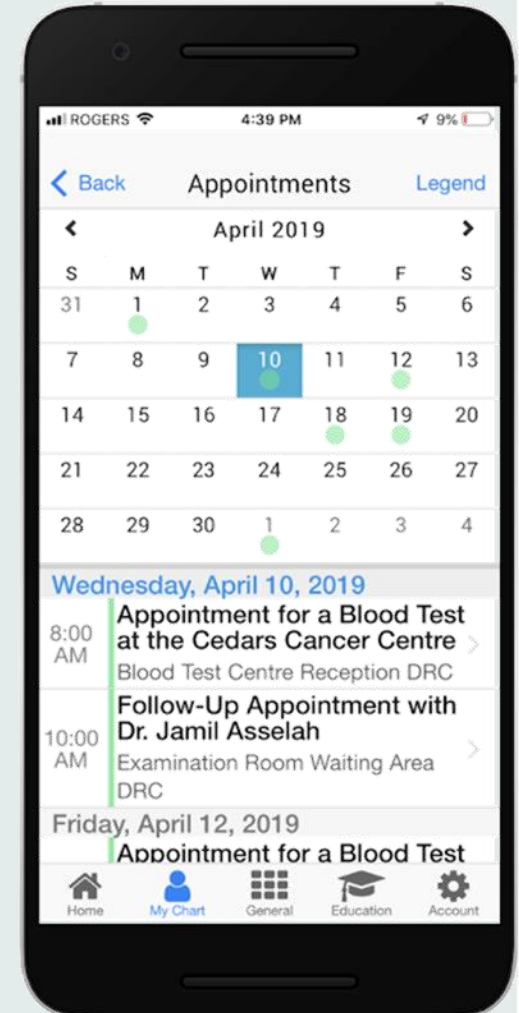 ROGERS 4:39 PM 9%
Back Appointments Legend
April 2019
S M T W T F S
31 1 2 3 4 5 6
7 8 9 10 11 12 13
14 15 16 17 18 19 20
21 22 23 24 25 26 27
28 29 30 1 2 3 4
Wednesday, April 10, 2019
8:00
AM
Appointment for a Blood Test
at the Cedars Cancer Centre
Blood Test Centre Reception DRC
10:00
AM
Follow-Up Appointment with
Dr. Jamil Asselah
Examination Room Waiting Area
DRC
Friday, April 12, 2019
Appointment for a Blood Test
Home My Chart General Education Account